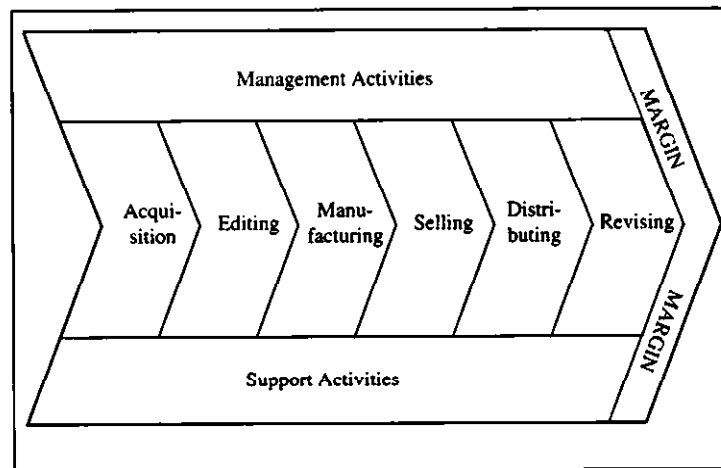 Management Activities
MARGIN
Acqui-
sition
Editing
Manu-
facturing
Selling
Distri-
buting
Revising
MARGIN
Support Activities